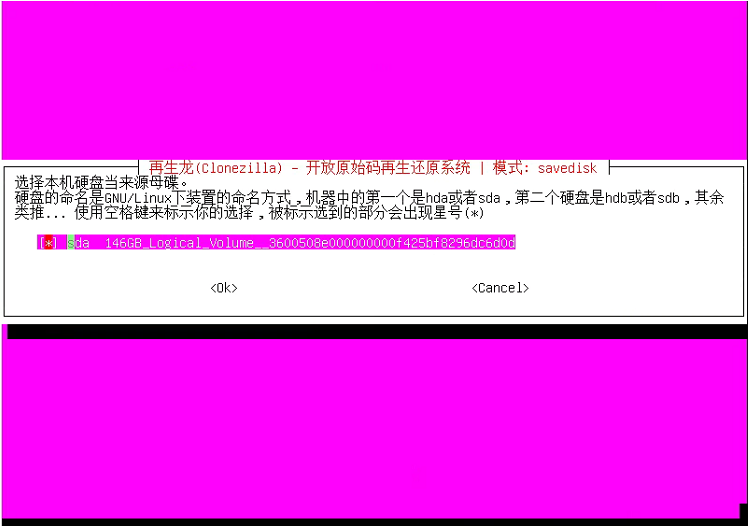 再生龙(Clonezilla) - 开放原始码再生还原系统 | 模式: savedisk
选择本机硬盘当来源母碟。
硬盘的命名是GNU/Linux下装置的命名方式,机器中的第一个是hda或者sda,第二个硬盘是hdb或者sdb,其余
类推... 使用空格键来标示你的选择,被标示选到的部分会出现星号(*)
[*] sda 146GB_Logical_Volume__3600508e000000000f425bf8296dc6d0d
<Ok> <Cancel>